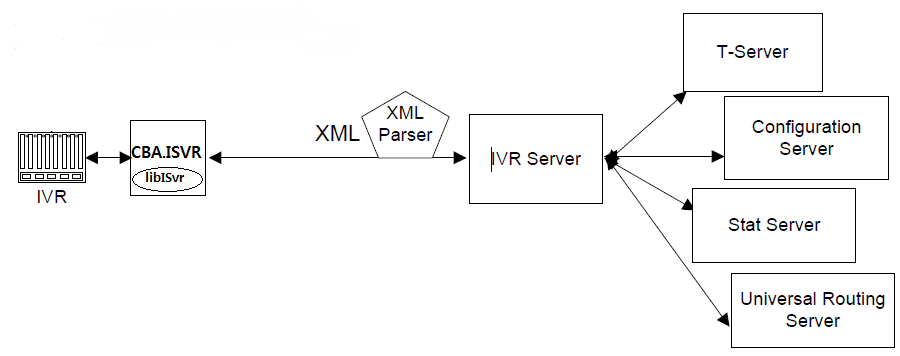 T-Server
XML
Parser
XML
Configuration
Server
CBA.ISVR
IVR Server
libISvr
IVR
Stat Server
Universal Routing
Server